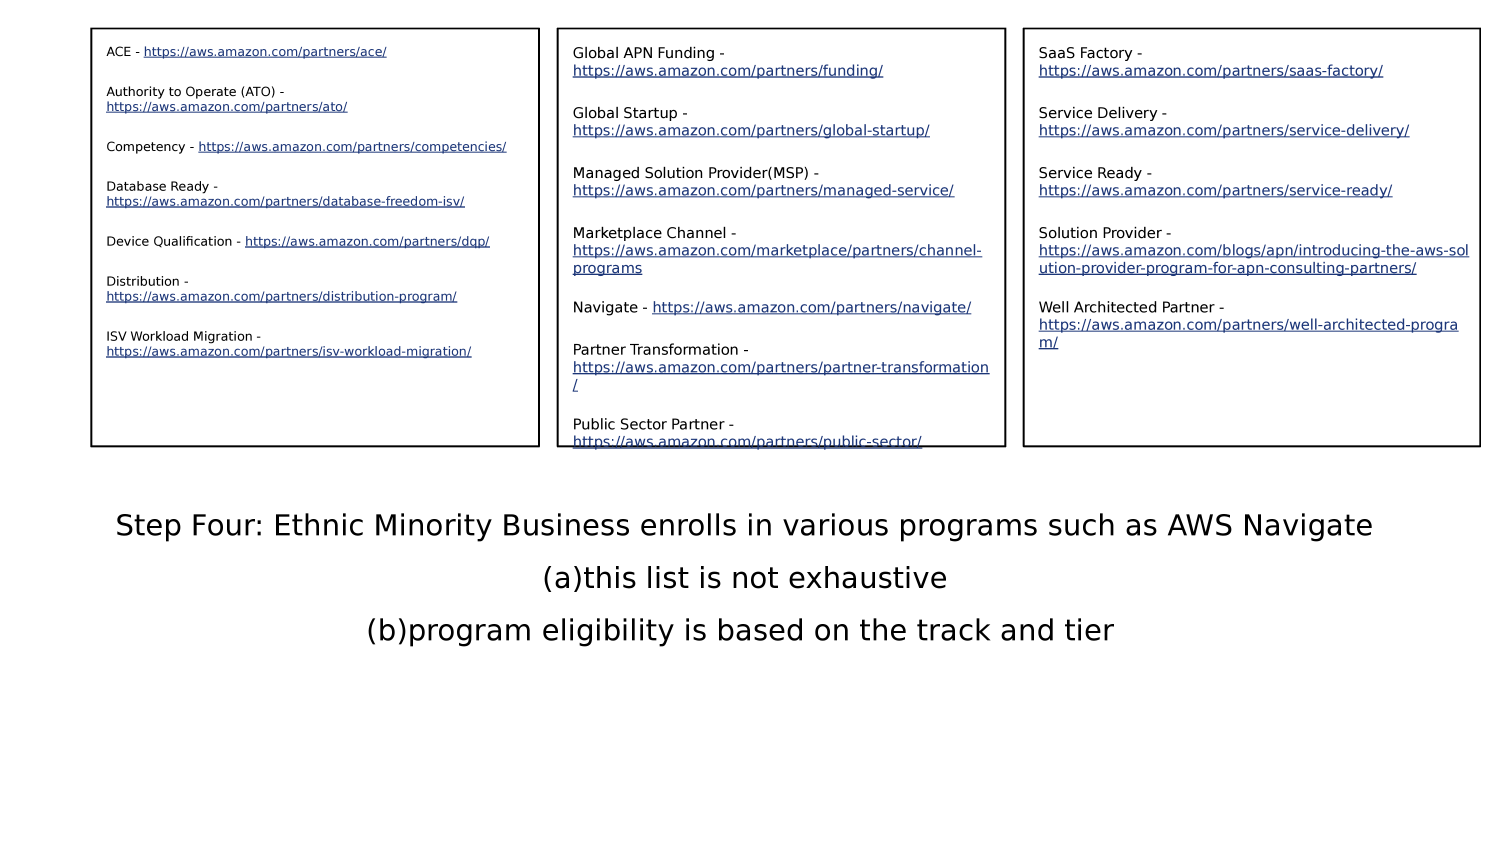 ACE - https://aws.amazon.com/partners/ace/
Authority to Operate (ATO) -
https://aws.amazon.com/partners/ato/
Competency - https://aws.amazon.com/partners/competencies/
Database Ready -
https://aws.amazon.com/partners/database-freedom-isv/
Device Qualification - https://aws.amazon.com/partners/dqp/
Distribution -
https://aws.amazon.com/partners/distribution-program/
ISV Workload Migration -
https://aws.amazon.com/partners/isv-workload-migration/
Global APN Funding -
https://aws.amazon.com/partners/funding/
Global Startup -
https://aws.amazon.com/partners/global-startup/
Managed Solution Provider(MSP) -
https://aws.amazon.com/partners/managed-service/
Marketplace Channel -
https://aws.amazon.com/marketplace/partners/channel-
programs
Navigate - https://aws.amazon.com/partners/navigate/
Partner Transformation -
https://aws.amazon.com/partners/partner-transformation
/
Public Sector Partner -
https://aws.amazon.com/partners/public-sector/
SaaS Factory -
https://aws.amazon.com/partners/saas-factory/
Service Delivery -
https://aws.amazon.com/partners/service-delivery/
Service Ready -
https://aws.amazon.com/partners/service-ready/
Solution Provider -
https://aws.amazon.com/blogs/apn/introducing-the-aws-sol
ution-provider-program-for-apn-consulting-partners/
Well Architected Partner -
https://aws.amazon.com/partners/well-architected-progra
m/
Step Four: Ethnic Minority Business enrolls in various programs such as AWS Navigate
(a)this list is not exhaustive
(b)program eligibility is based on the track and tier